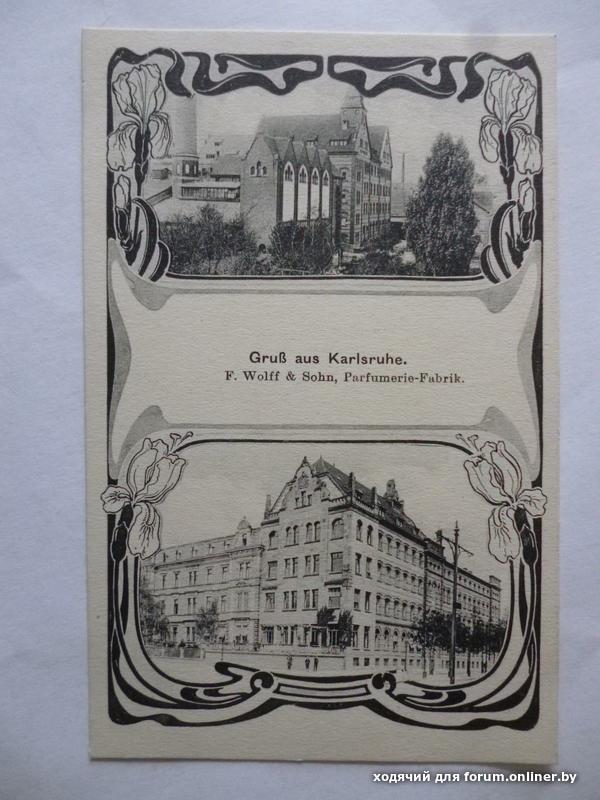 Gruß aus Karlsruhe.
F. Wolff & Sohn, Parfumerie-Fabrik.
ходячий для forum.onliner.by